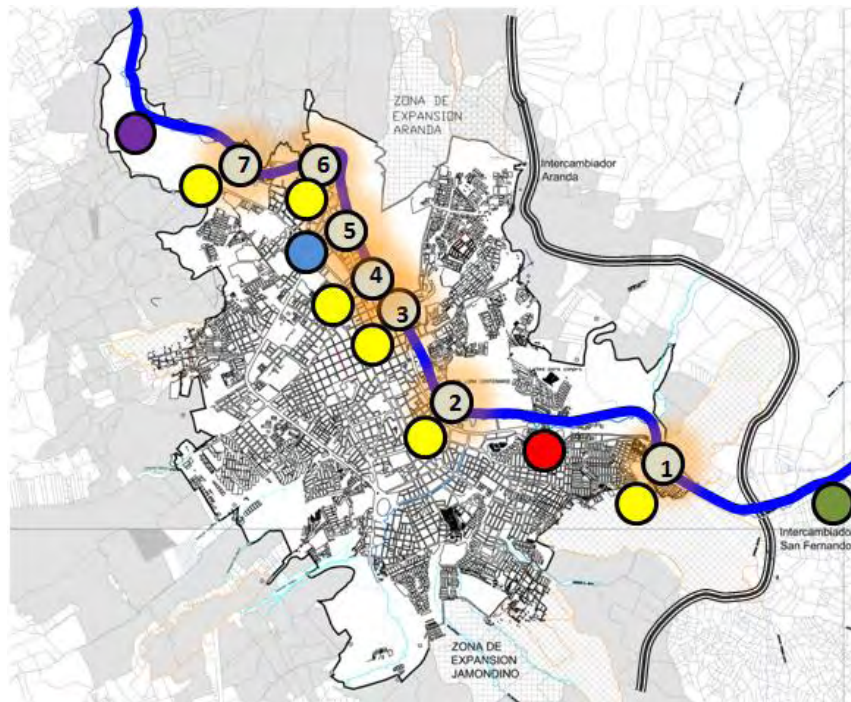 ZONA DE
EXPANSION
ARANDA
Intercambiador
Aranda
7
6
5
4
3
2
1
Intercambiador
San Fernando
ZONA DE
EXPANSION
JAMONDINO